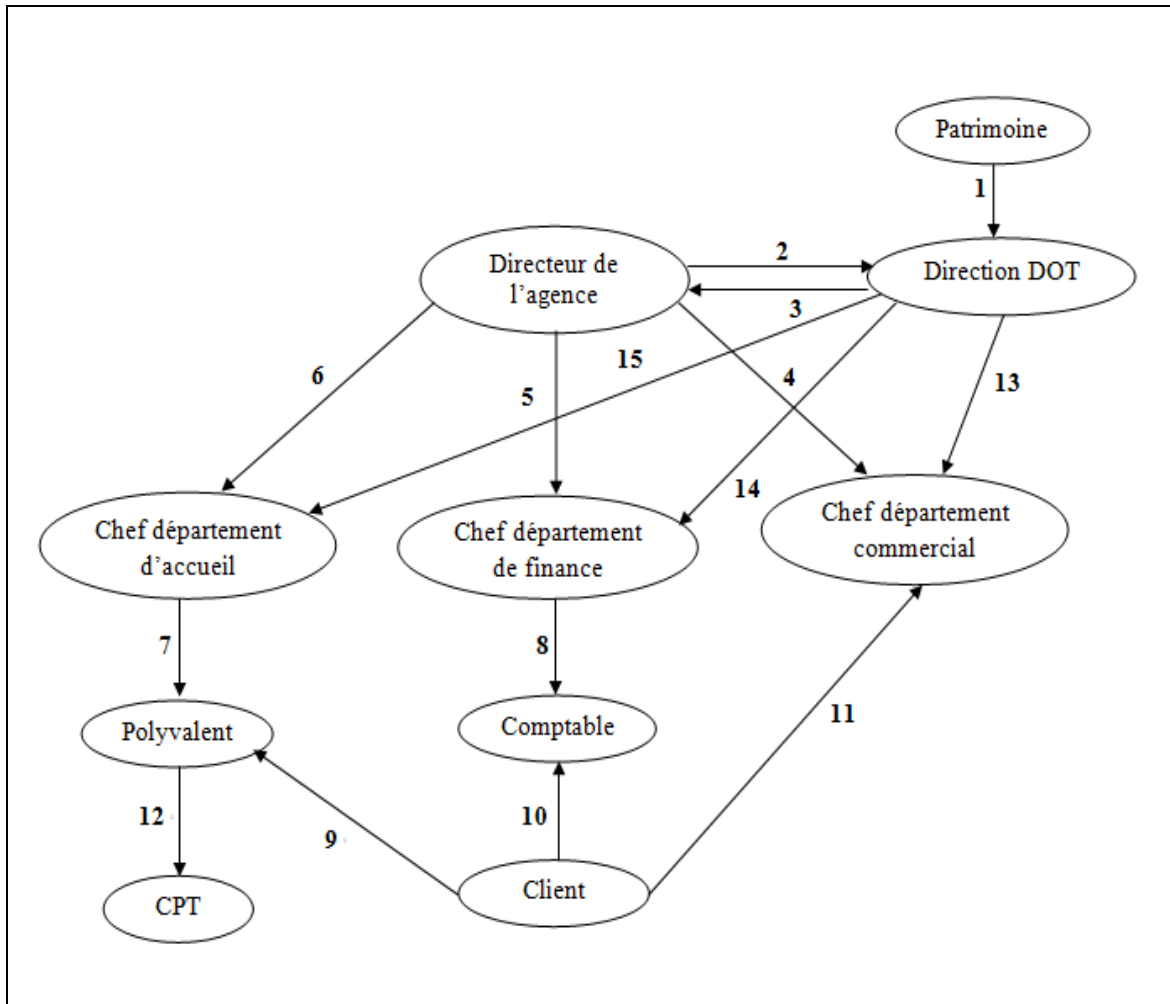 Patrimoine
1
Directeur de
l’agence
2
Direction DOT
3
6
15
4
5
13
14
Chef département
d’accueil
Chef département
de finance
Chef département
commercial
7
8
11
Polyvalent
Comptable
12
9
10
CPT
Client